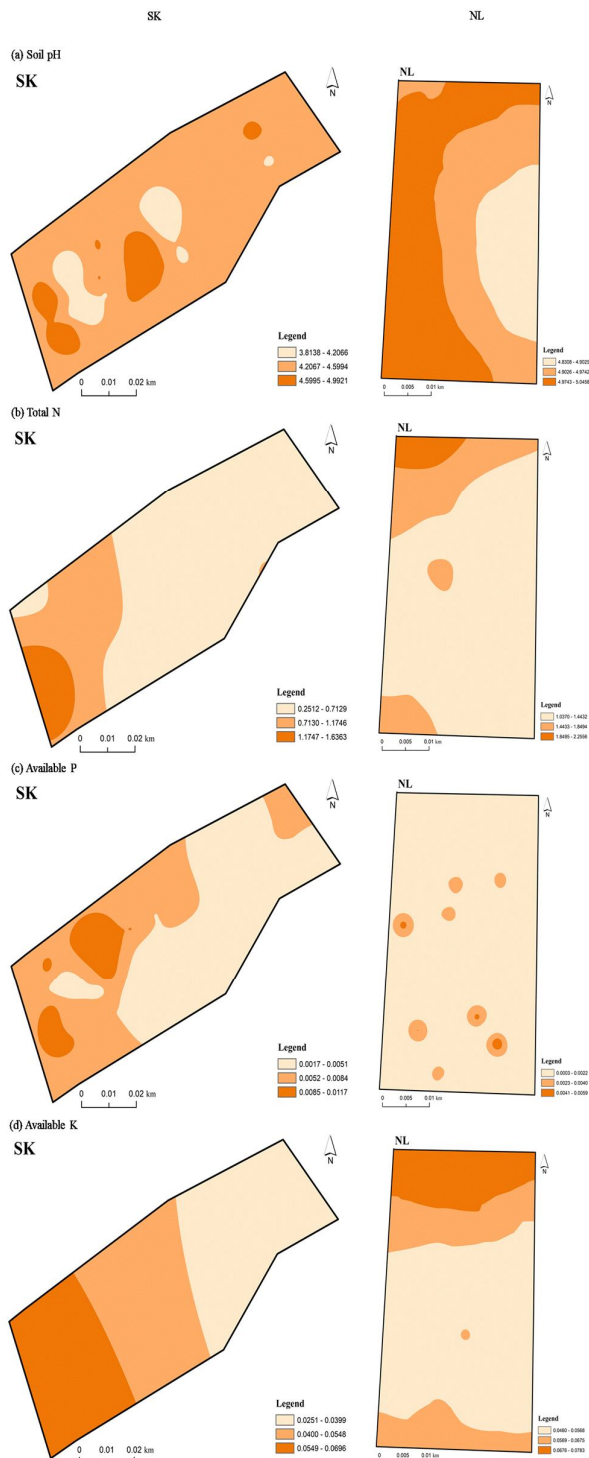 SK NL
(a) Soil pH
SK
N
NL
N
Legend
3.8138 - 4.2066
4.2067 - 4.5994
4.5995 - 4.9921
0 0.01 0.02 km
Legend
4.8308 - 4.9025
4.9026 - 4.9742
4.9743 - 5.0458
0 0.005 0.01 km
(b) Total N
SK
N
NL
N
Legend
0.2512 - 0.7129
0.7130 - 1.1746
1.1747 - 1.6363
0 0.01 0.02 km
Legend
1.0370 - 1.4432
1.4433 - 1.8494
1.8495 - 2.2556
0 0.005 0.01 km
(c) Available P
SK
N
NL
N
Legend
0.0017 - 0.0051
0.0052 - 0.0084
0.0085 - 0.0117
0 0.01 0.02 km
Legend
0.0003 - 0.0022
0.0023 - 0.0040
0.0041 - 0.0059
0 0.005 0.01 km
(d) Available K
SK
N
NL
N
Legend
0.0251 - 0.0399
0.0400 - 0.0548
0.0549 - 0.0696
0 0.01 0.02 km
Legend
0.0460 - 0.0568
0.0569 - 0.0675
0.0676 - 0.0783
0 0.005 0.01 km